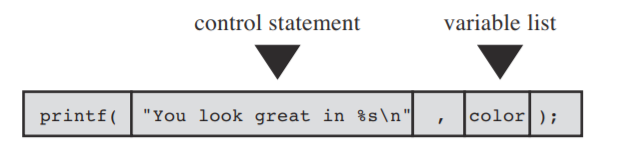 control statement variable list
printf( "You look great in %s\n" , color );